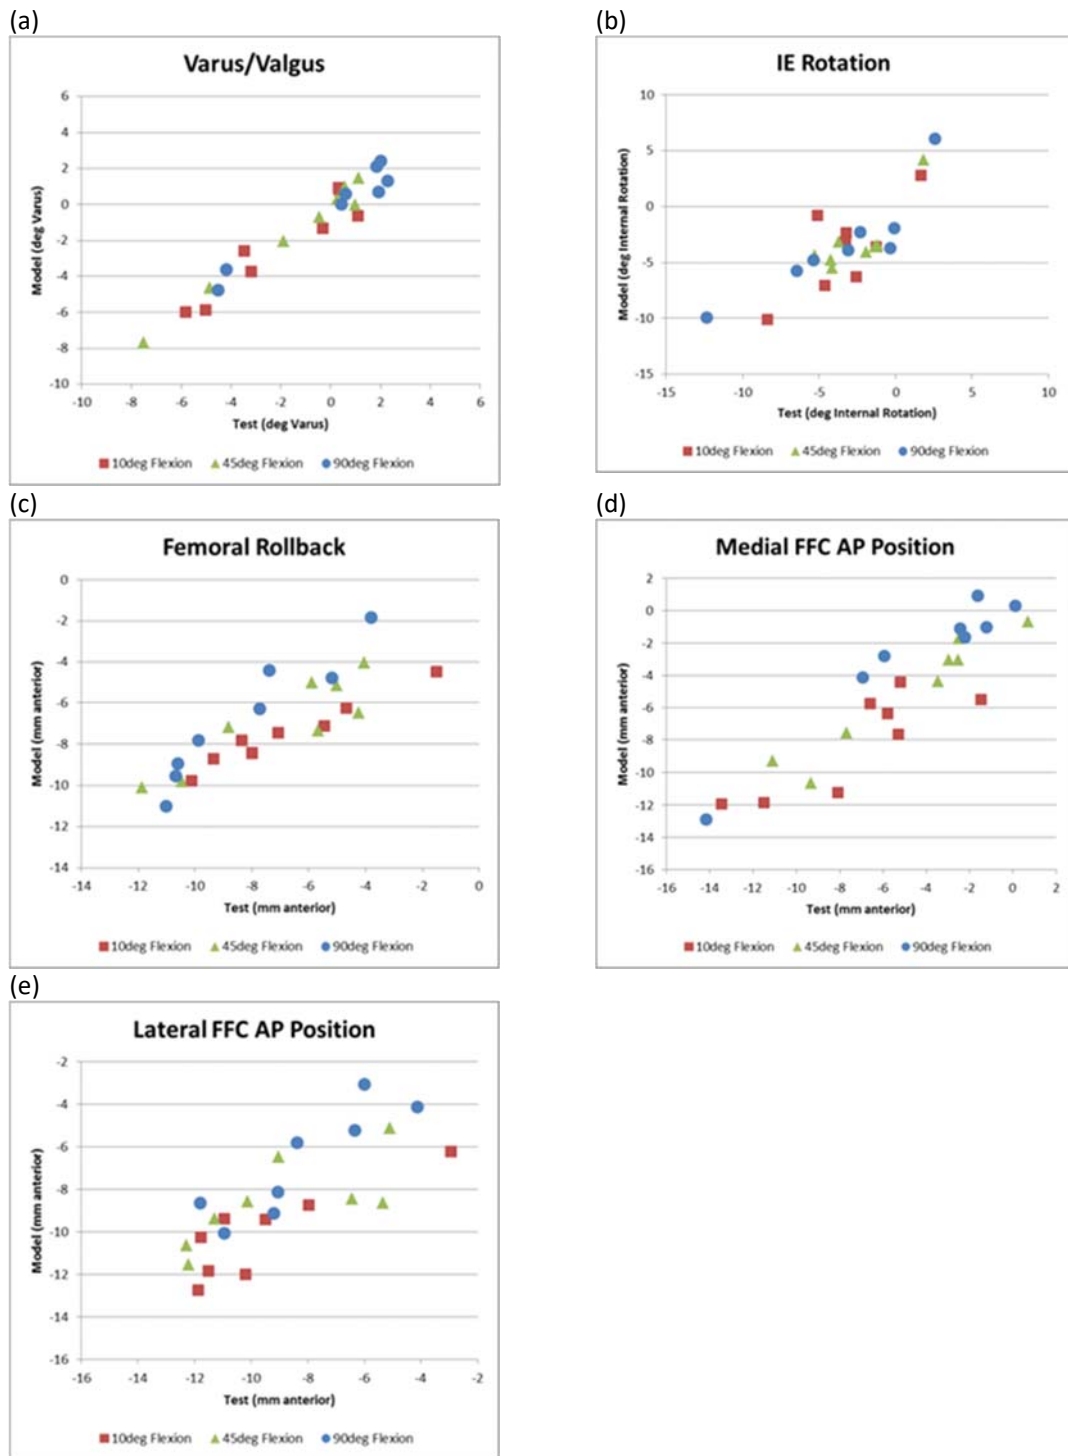 (a)
Varus/Valgus
6
4
2
0
-2
-4
-6
-8
-10
Model (deg Varus)
-10 -8 -6 -4 -2 0 2 4 6
Test (deg Varus)
10deg Flexion 45deg Flexion 90deg Flexion
(b)
IE Rotation
10
5
0
-5
-10
-15
Model (deg Internal Rotation)
-15 -10 -5 0 5 10
Test (deg Internal Rotation)
10deg Flexion 45deg Flexion 90deg Flexion
(c)
Femoral Rollback
0
-2
-4
-6
-8
-10
-12
-14
Model (mm anterior)
-14 -12 -10 -8 -6 -4 -2 0
Test (mm anterior)
10deg Flexion 45deg Flexion 90deg Flexion
(d)
Medial FFC AP Position
2
0
-2
-4
-6
-8
-10
-12
-14
-16
Model (mm anterior)
-16 -14 -12 -10 -8 -6 -4 -2 0 2
Test (mm anterior)
10deg Flexion 45deg Flexion 90deg Flexion
(e)
Lateral FFC AP Position
-2
-4
-6
-8
-10
-12
-14
-16
Model (mm anterior)
-16 -14 -12 -10 -8 -6 -4 -2
Test (mm anterior)
10deg Flexion 45deg Flexion 90deg Flexion